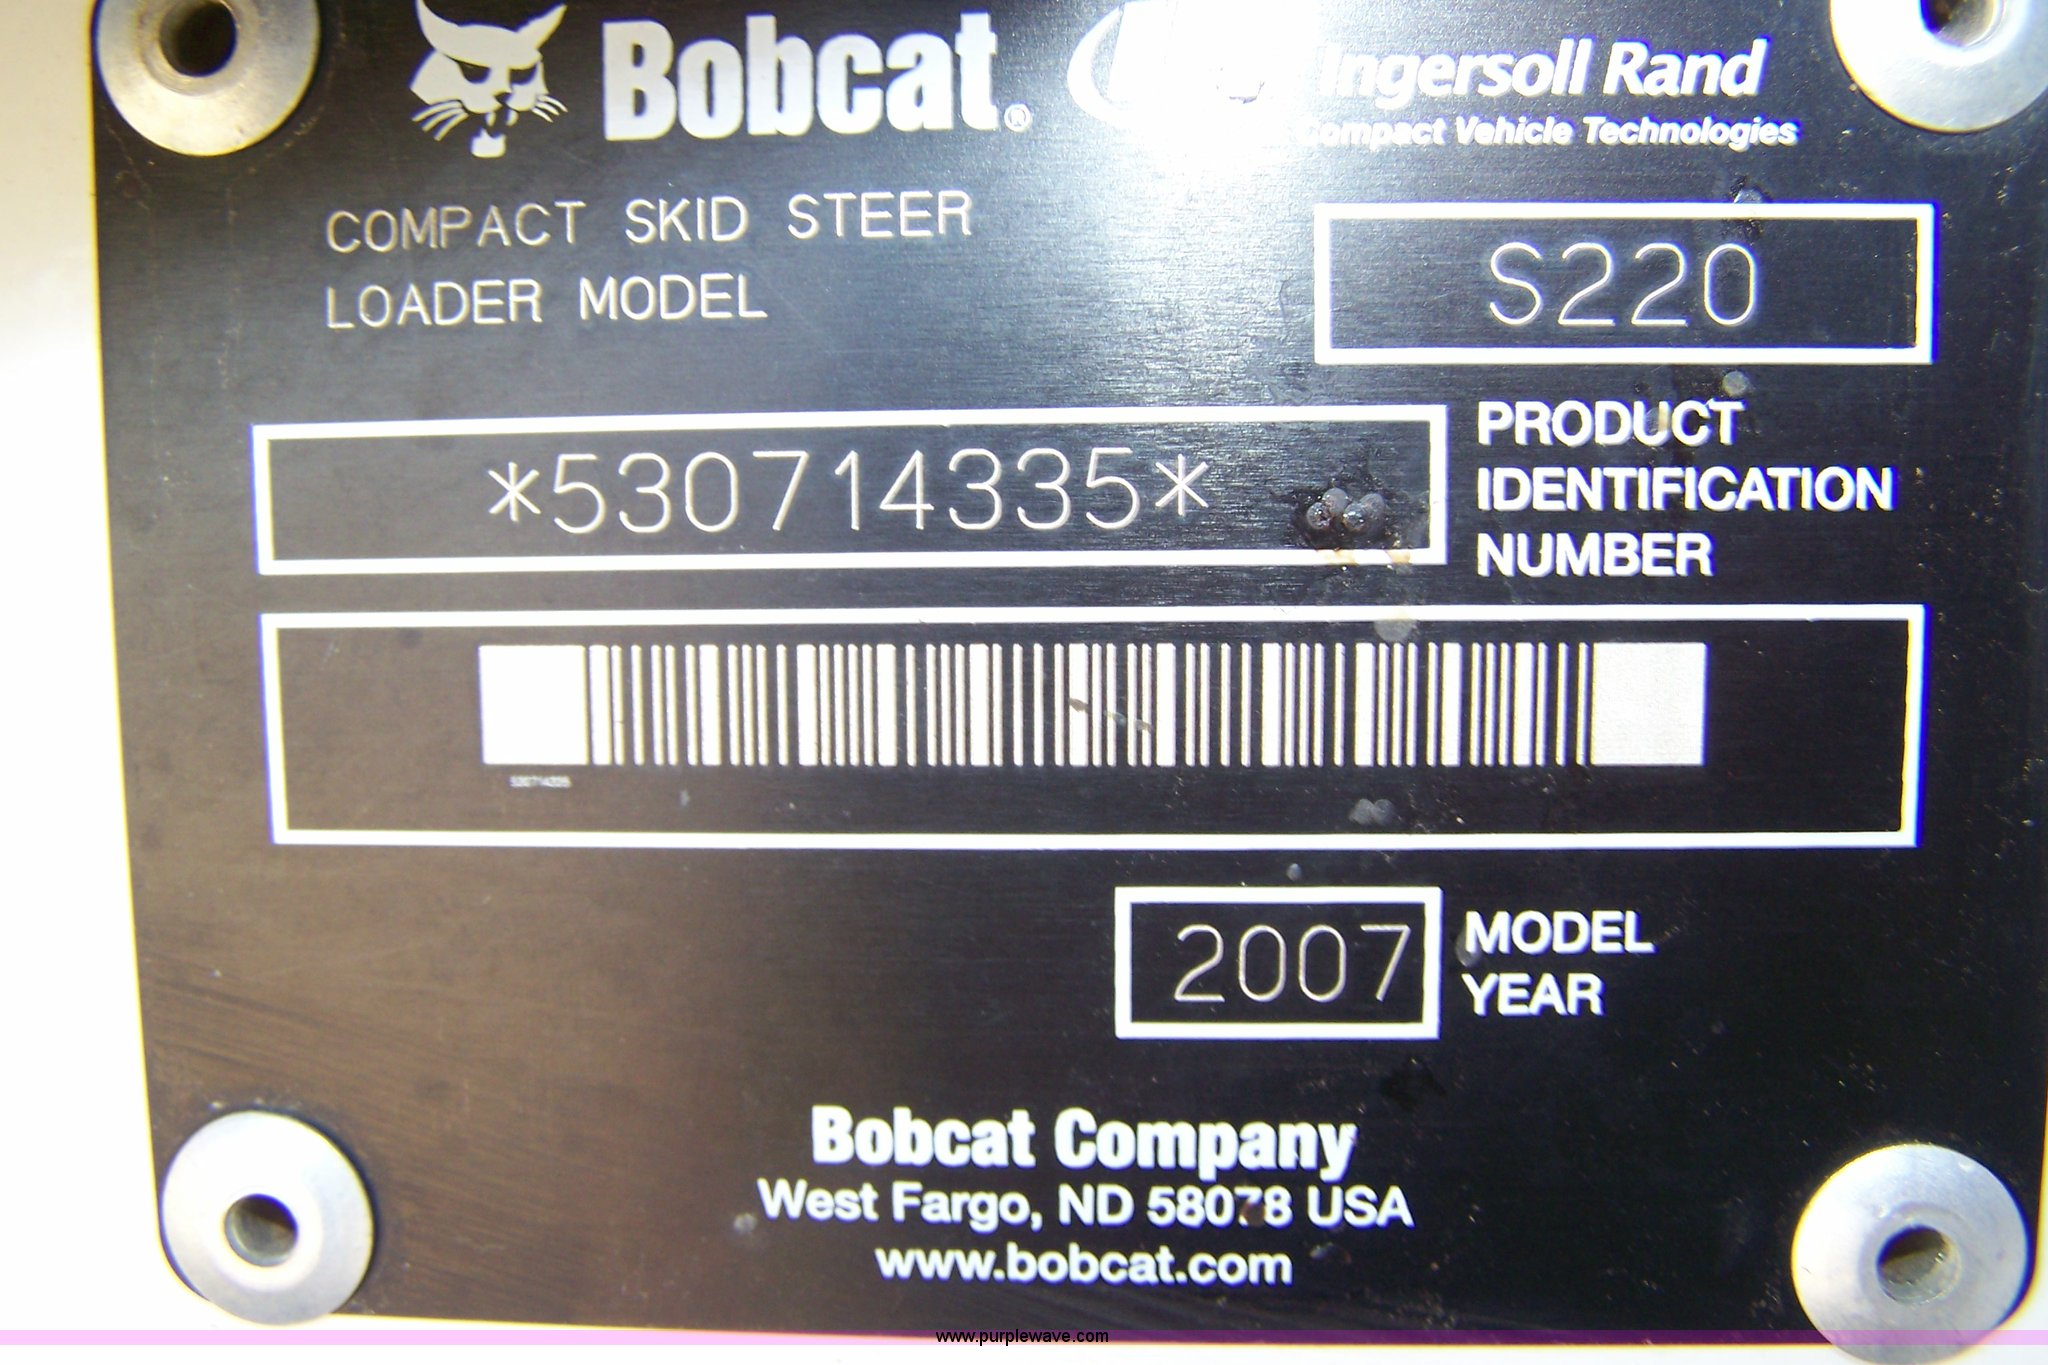 Bobcat®
Ingersoll Rand
Compact Vehicle Technologies
COMPACT SKID STEER
LOADER MODEL
S220
*530714335*
PRODUCT
IDENTIFICATION
NUMBER
530714335
2007
MODEL
YEAR
Bobcat Company
West Fargo, ND 58078 USA
www.bobcat.com
www.purplewave.com